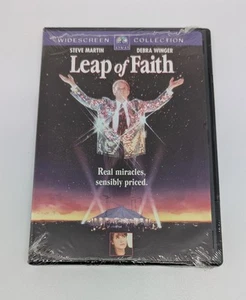 WIDESCREEN COLLECTION
STEVE MARTIN DEBRA WINGER
Leap of Faith
Real miracles,
sensibly priced.